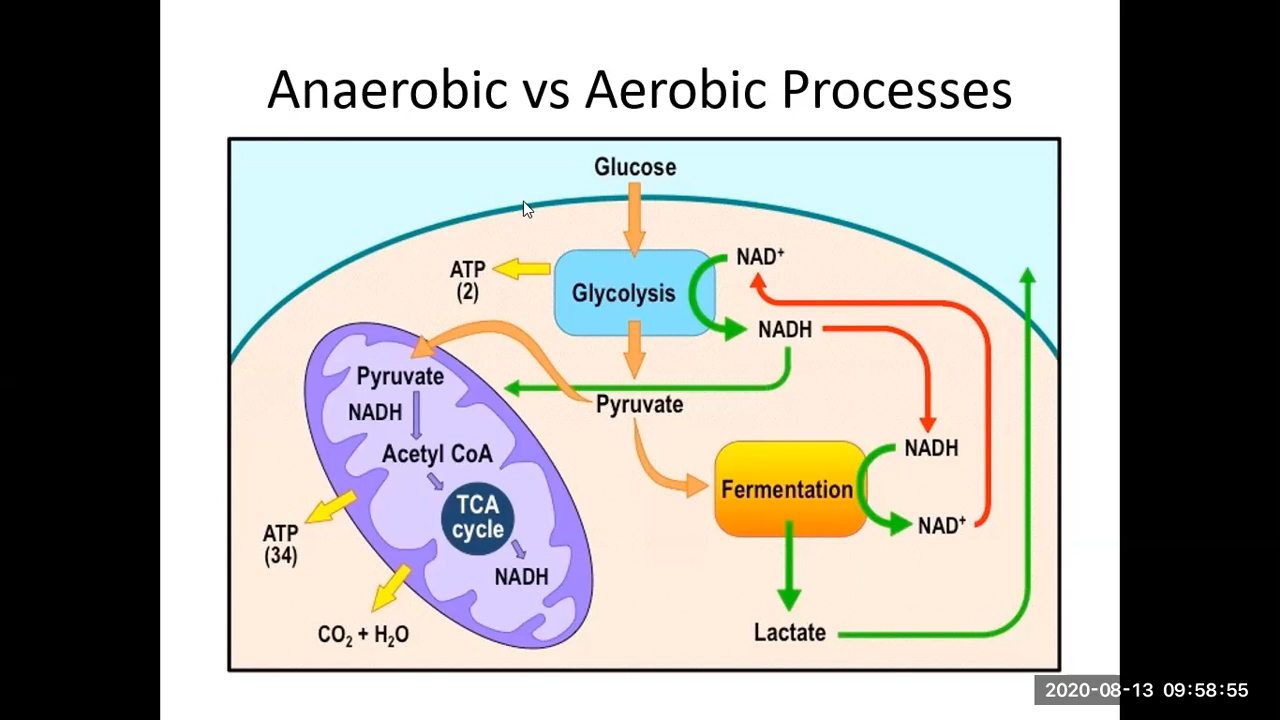 Anaerobic vs Aerobic Processes
Glucose
NAD⁺
ATP
(2)
Glycolysis
NADH
Pyruvate
NADH
Acetyl CoA
TCA
cycle
NADH
ATP
(34)
CO₂ + H₂O
Pyruvate
NADH
Fermentation
NAD⁺
Lactate
2020-08-13 09:58:55